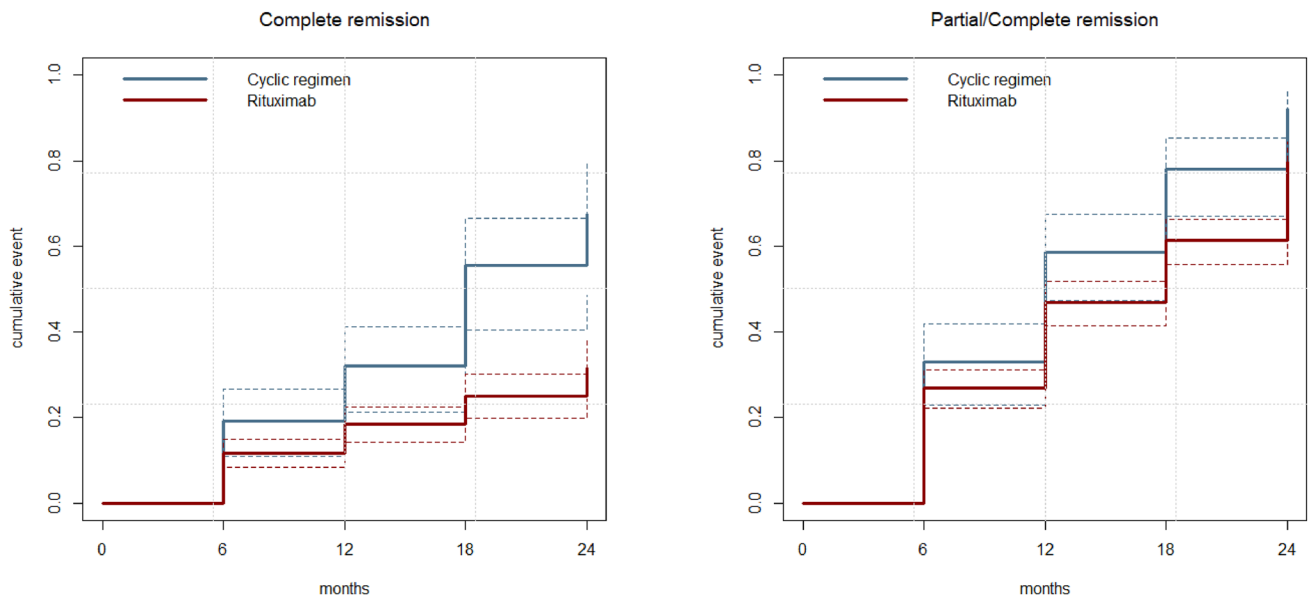 Complete remission
Cyclic regimen
Rituximab
cumulative event
1.0
0.8
0.6
0.4
0.2
0.0
0 6 12 18 24
months
Partial/Complete remission
Cyclic regimen
Rituximab
cumulative event
1.0
0.8
0.6
0.4
0.2
0.0
0 6 12 18 24
months